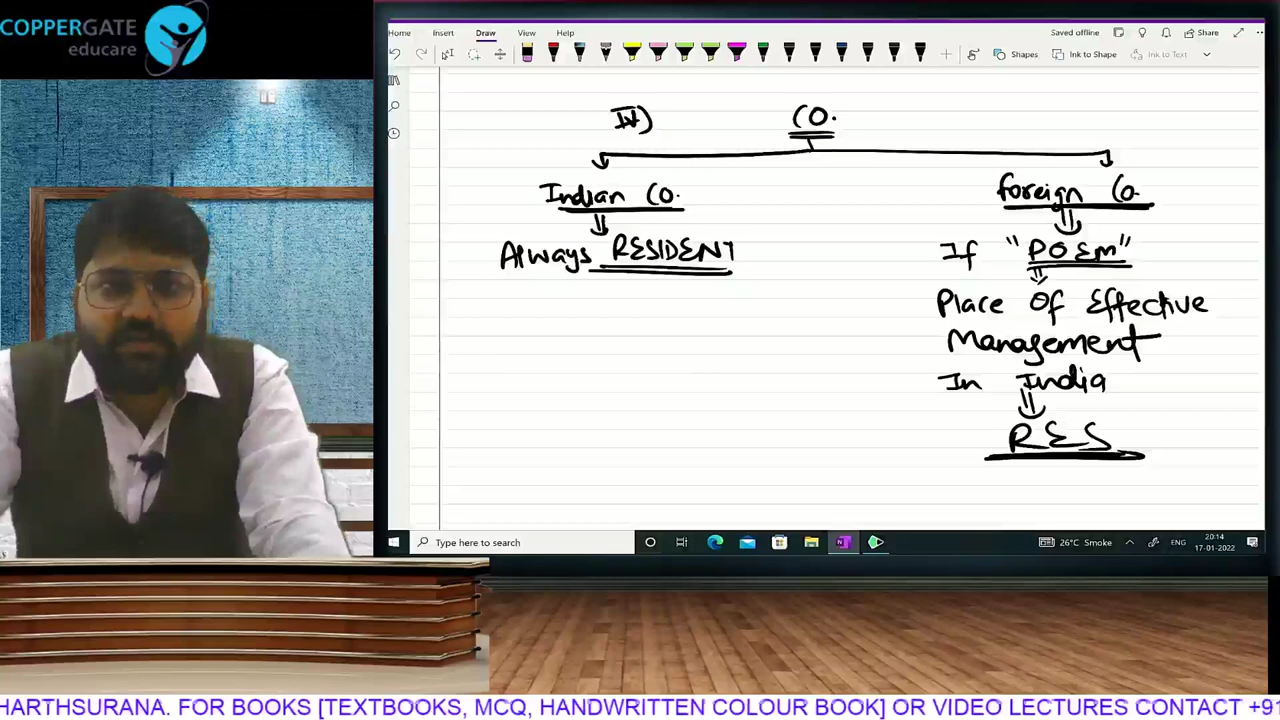 COPPERGATE
educare
Home Insert Draw View Help
Saved offline
Share
Shapes
Ink to Shape
Ink to Text
IV) CO.
Indian CO.
Foreign Co.
Always RESIDENT
If "POEM"
Place Of Effective
Management
In India
RES
Type here to search
26°C Smoke
ENG
20:14
17-01-2022
HARTHSURANA. FOR BOOKS [TEXTBOOKS, MCQ, HANDWRITTEN COLOUR BOOK] OR VIDEO LECTURES CONTACT +91